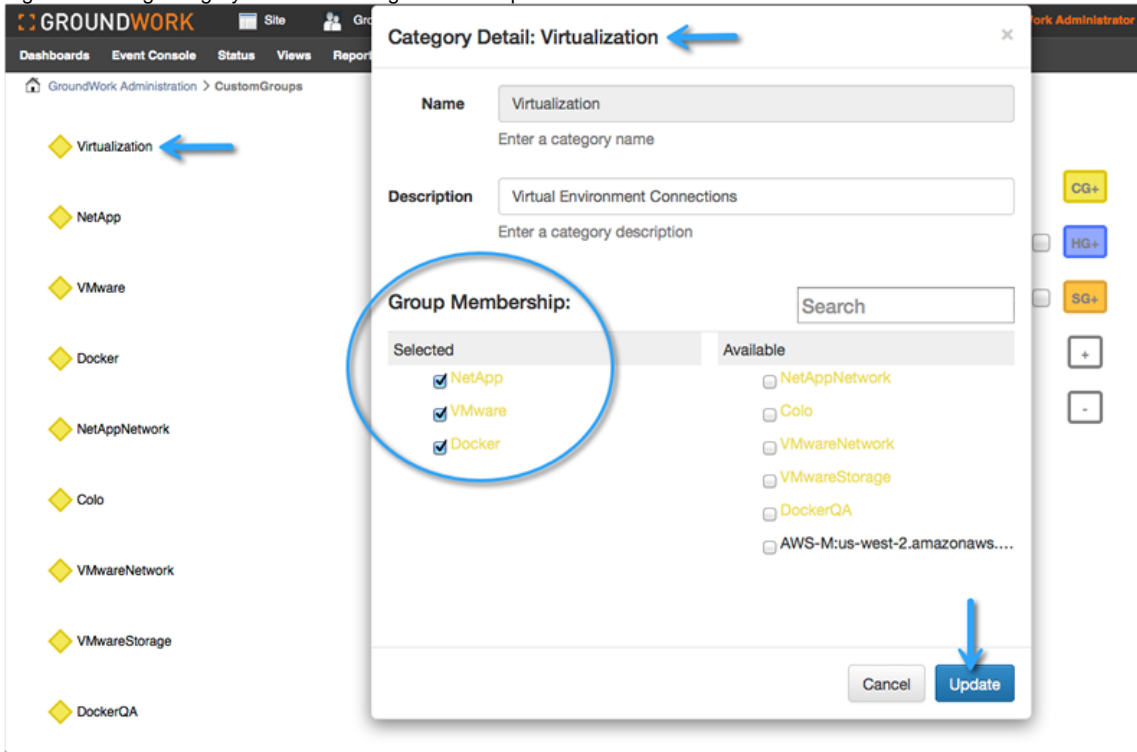 GROUNDWORK Site
Dashboards Event Console Status Views
GroundWork Administration > CustomGroups
Virtualization
NetApp
VMware
Docker
NetAppNetwork
Colo
VMwareNetwork
VMwareStorage
DockerQA
Category Detail: Virtualization ×
Name Virtualization
Enter a category name
Description Virtual Environment Connections
Enter a category description
Group Membership: Search
Selected Available
NetApp NetAppNetwork
VMware Colo
Docker VMwareNetwork
VMwareStorage
DockerQA
AWS-M:us-west-2.amazonaws....
Cancel Update
Administrator
CG+
HG+
SG+
+
-